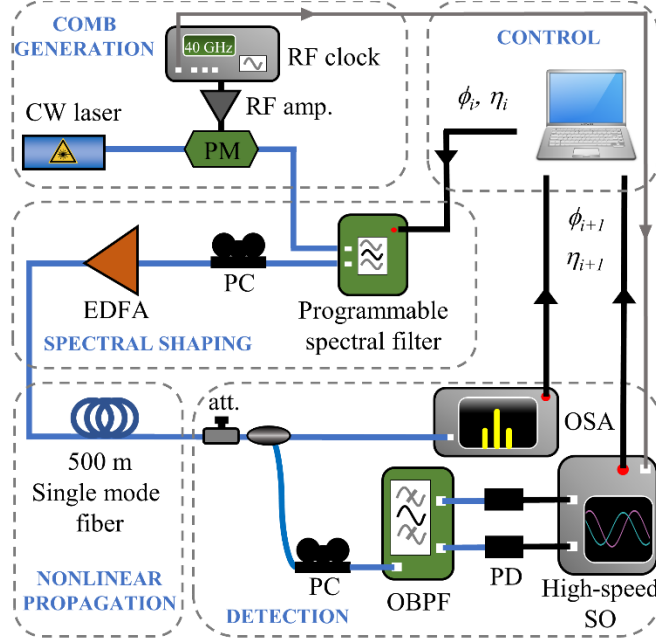 COMB
GENERATION
40 GHz
RF clock
CONTROL
CW laser
RF amp.
PM
ϕi, ηi
ϕi+1
ηi+1
EDFA
PC
Programmable
spectral filter
SPECTRAL SHAPING
att.
OSA
500 m
Single mode
fiber
PC
OBPF
PD
High-speed
SO
NONLINEAR
PROPAGATION
DETECTION